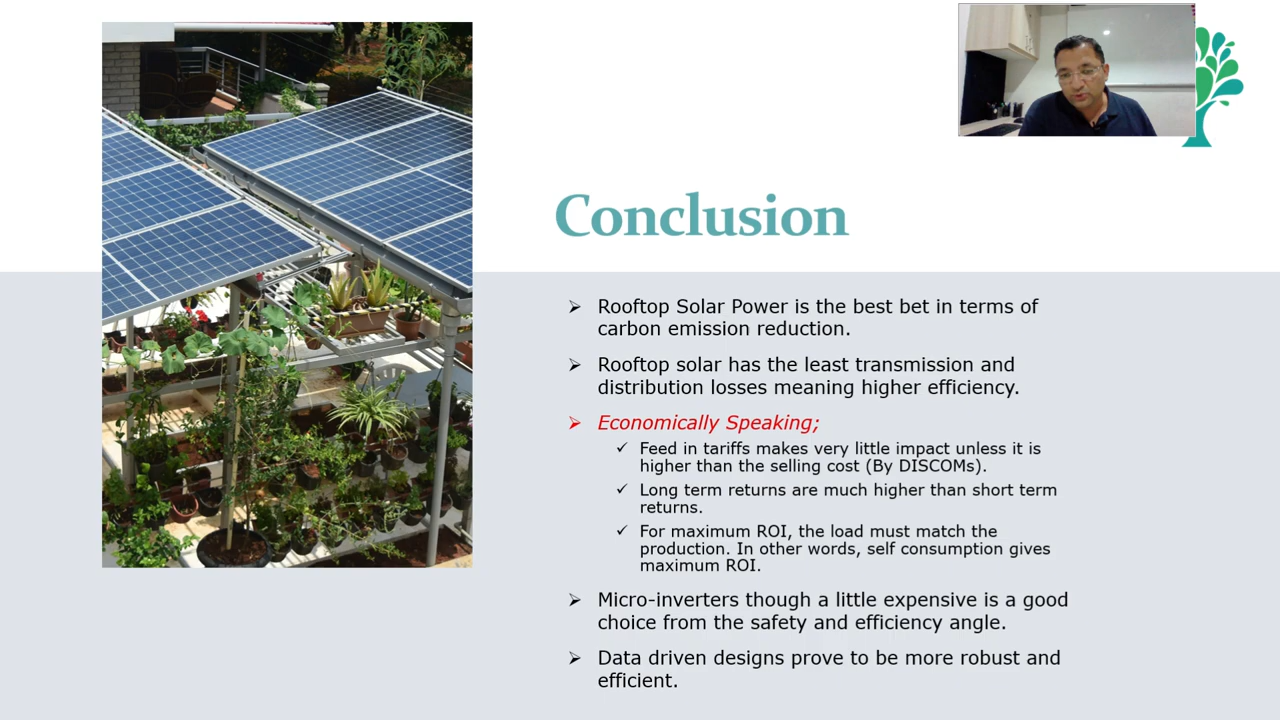 Conclusion
Rooftop Solar Power is the best bet in terms of
carbon emission reduction.
Rooftop solar has the least transmission and
distribution losses meaning higher efficiency.
Economically Speaking;
Feed in tariffs makes very little impact unless it is
higher than the selling cost (By DISCOMs).
Long term returns are much higher than short term
returns.
For maximum ROI, the load must match the
production. In other words, self consumption gives
maximum ROI.
Micro-inverters though a little expensive is a good
choice from the safety and efficiency angle.
Data driven designs prove to be more robust and
efficient.